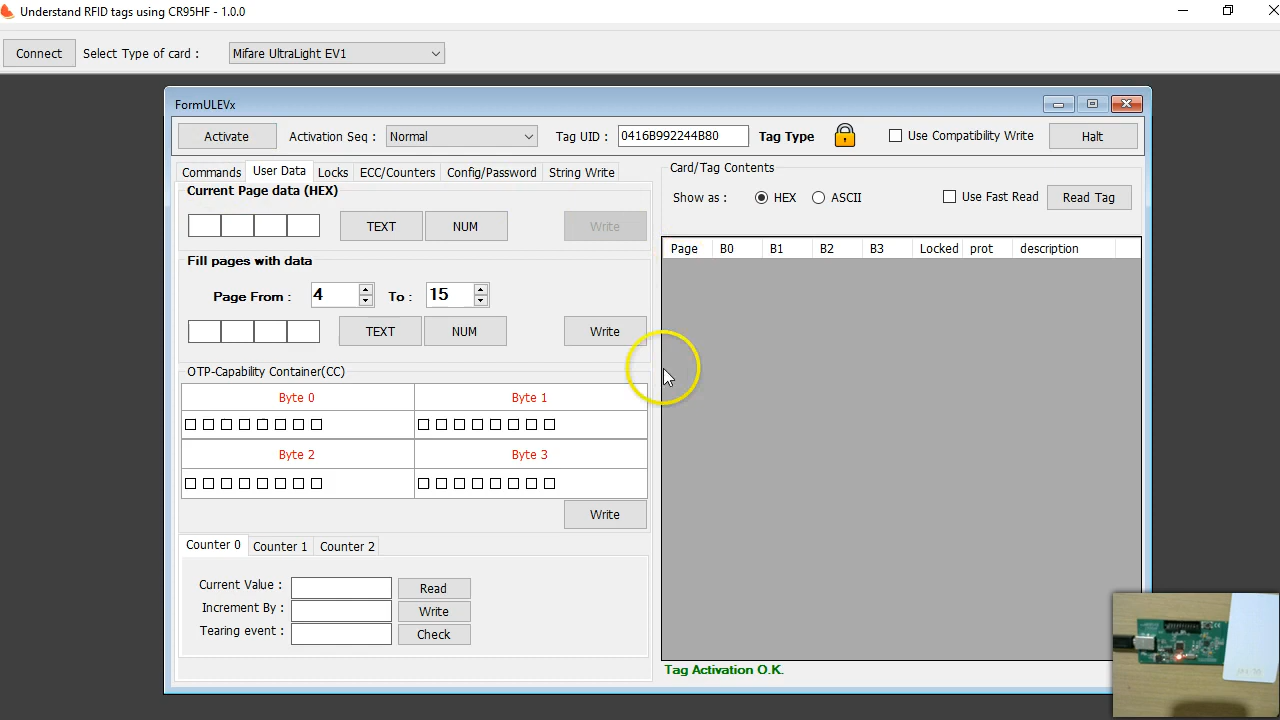 Understand RFID tags using CR95HF - 1.0.0
Connect Select Type of card : Mifare UltraLight EV1
FormULEVx
Activate Activation Seq : Normal Tag UID : 0416B992244B80 Tag Type Use Compatibility Write Halt
Commands User Data Locks ECC/Counters Config/Password String Write
Card/Tag Contents
Current Page data (HEX)
Show as : HEX ASCII Use Fast Read Read Tag
TEXT NUM Write
Page B0 B1 B2 B3 Locked prot description
Fill pages with data
Page From : 4 To : 15
TEXT NUM Write
OTP-Capability Container(CC)
Byte 0 Byte 1
Byte 2 Byte 3
Write
Counter 0 Counter 1 Counter 2
Current Value : Read
Increment By : Write
Tearing event : Check
Tag Activation O.K.